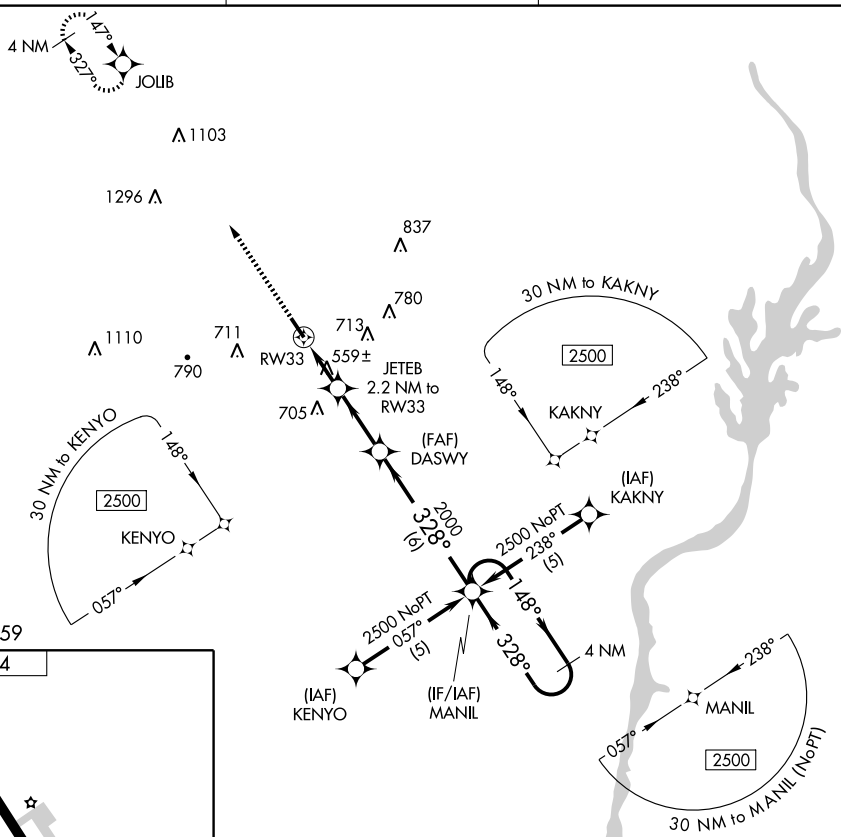 4 NM
147°
327°
JOLIB
1103
1296
837
780
713
711
1110
790
RW33
559±
JETEB
2.2 NM to
RW33
705
(FAF)
DASWY
30 NM to KAKNY
2500
148°
238°
KAKNY
30 NM to KENYO
148°
2500
KENYO
057°
(IAF)
KAKNY
2000
328°
(6)
2500 NoPT
238°
(5)
2500 NoPT
057°
(5)
148°
328°
4 NM
(IAF)
KENYO
(IF/IAF)
MANIL
238°
MANIL
057°
2500
30 NM to MANIL (NoPT)
59
4